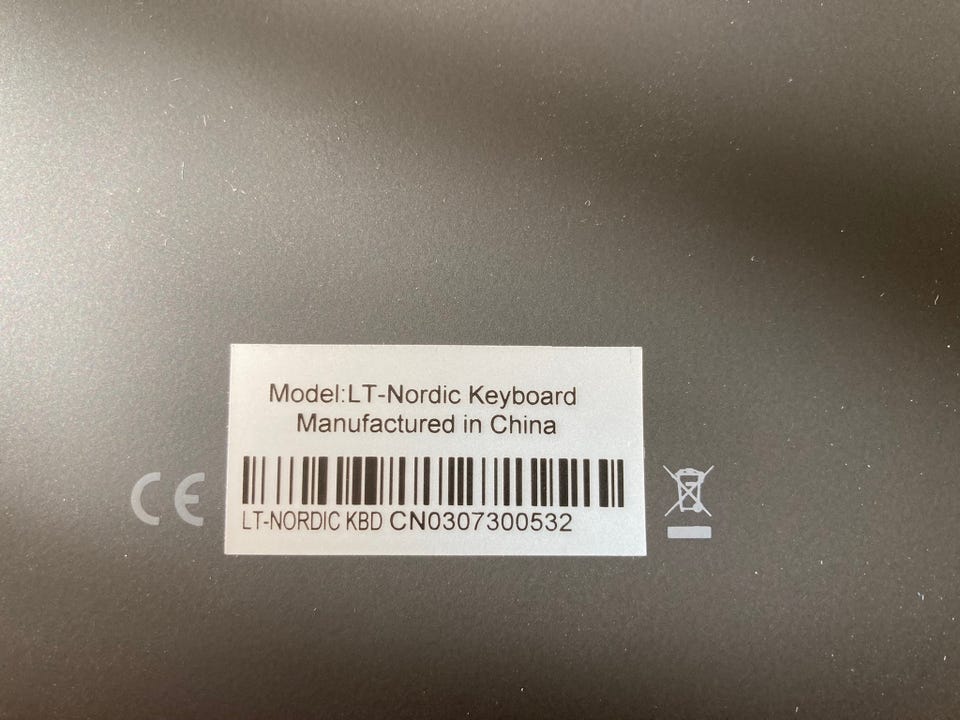 Model:LT-Nordic Keyboard
Manufactured in China
CE
LT-NORDIC KBD CN0307300532